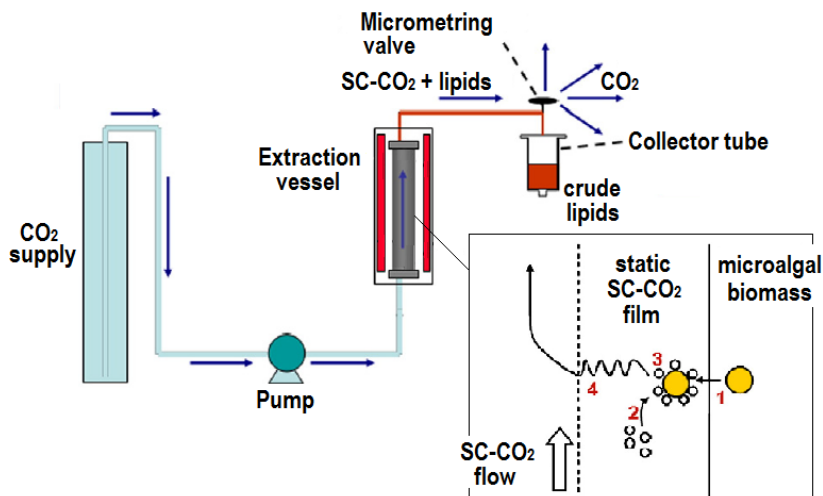 Micrometring
valve
SC-CO₂ + lipids
CO₂
Collector tube
Extraction
vessel
crude
lipids
CO₂
supply
Pump
static
SC-CO₂
film
microalgal
biomass
3
4
1
2
SC-CO₂
flow